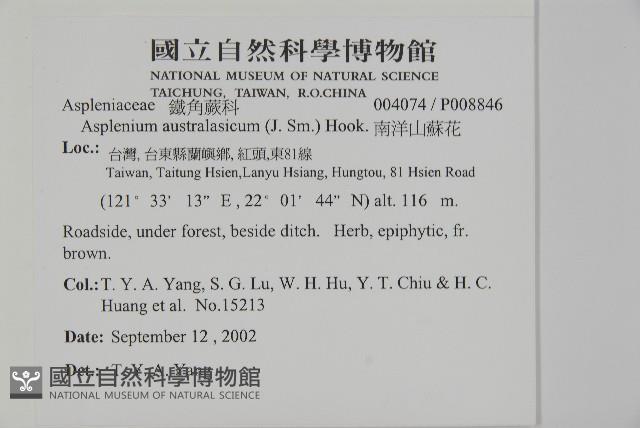 國立自然科學博物館
NATIONAL MUSEUM OF NATURAL SCIENCE
TAICHUNG, TAIWAN, R.O.CHINA
Aspleniaceae 鐵角蕨科 004074 / P008846
Asplenium australasicum (J. Sm.) Hook. 南洋山蘇花
Loc.: 台灣, 台東縣蘭嶼鄉, 紅頭,東81線
Taiwan, Taitung Hsien,Lanyu Hsiang, Hungtou, 81 Hsien Road
(121° 33' 13" E , 22° 01' 44" N) alt. 116 m.
Roadside, under forest, beside ditch. Herb, epiphytic, fr.
brown.
Col.: T. Y. A. Yang, S. G. Lu, W. H. Hu, Y. T. Chiu & H. C.
Huang et al. No.15213
Date: September 12 , 2002
Det.: T. Y. A. Yang
國立自然科學博物館
NATIONAL MUSEUM OF NATURAL SCIENCE